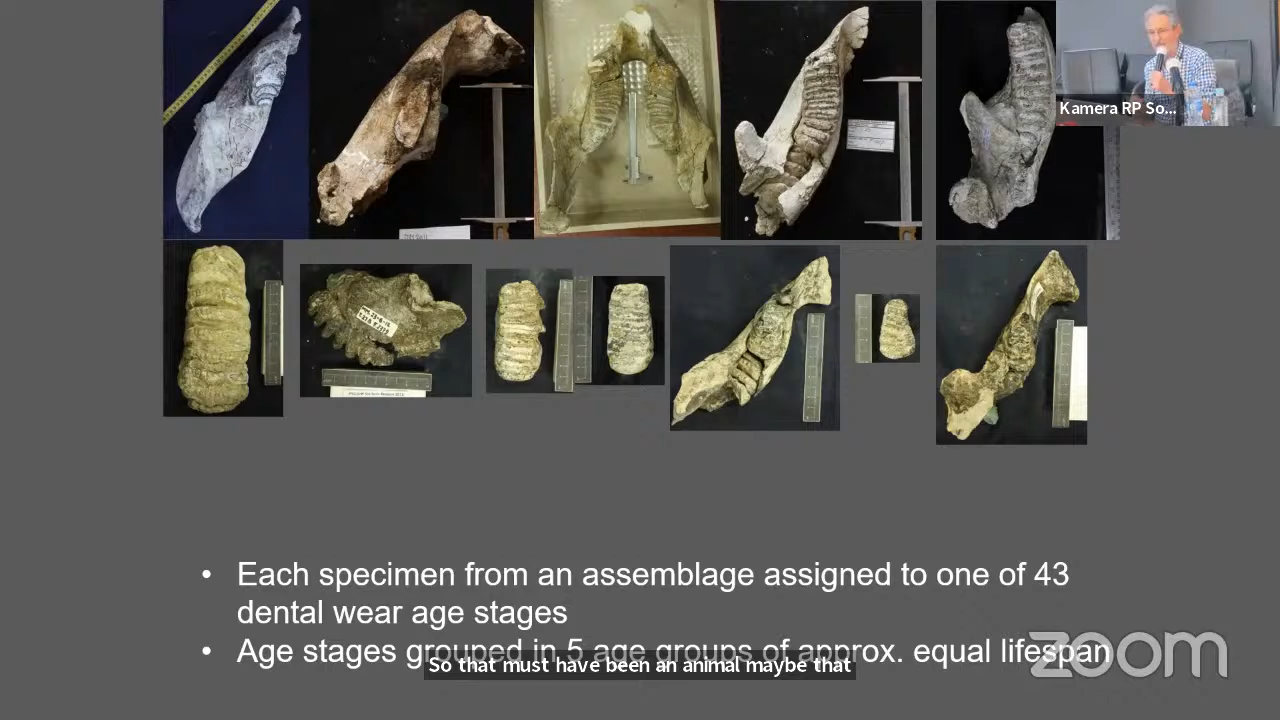 Kamera RP So...
• Each specimen from an assemblage assigned to one of 43
dental wear age stages
• Age stages grouped in 5 age groups of approx. equal lifespan
So that must have been an animal maybe that
zoom